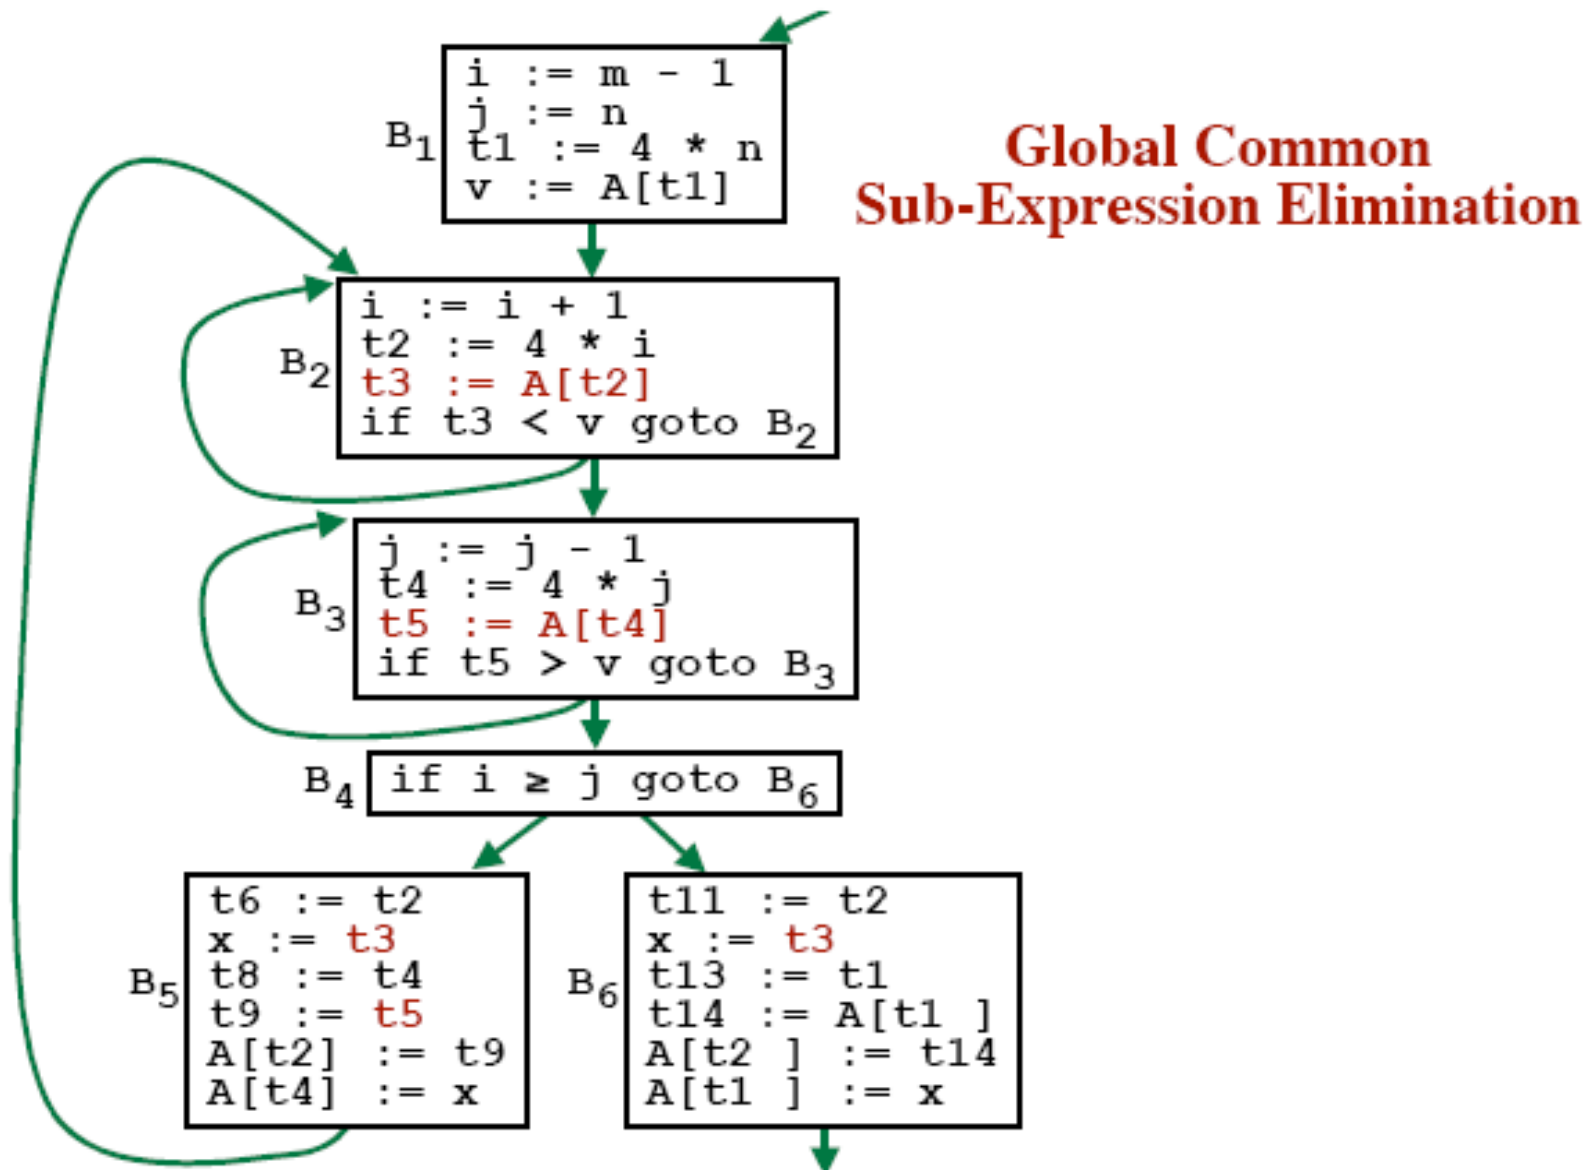 i := m - 1
j := n
t1 := 4 * n
v := A[t1]
B1
Global Common
Sub-Expression Elimination
i := i + 1
t2 := 4 * i
t3 := A[t2]
if t3 < v goto B2
B2
j := j - 1
t4 := 4 * j
t5 := A[t4]
if t5 > v goto B3
B3
B4
if i ≥ j goto B6
t6 := t2
x := t3
t8 := t4
t9 := t5
A[t2] := t9
A[t4] := x
B5
t11 := t2
x := t3
t13 := t1
t14 := A[t1 ]
A[t2 ] := t14
A[t1 ] := x
B6